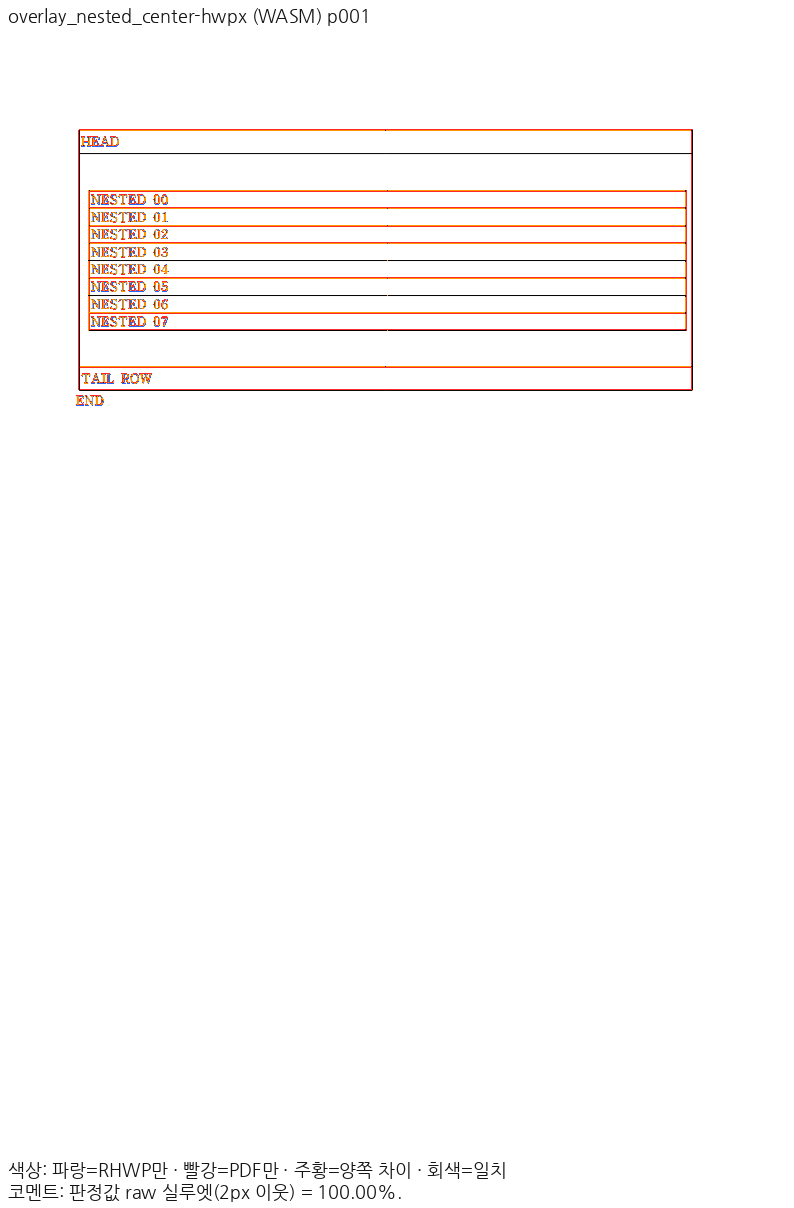 overlay_nested_center-hwpx (WASM) p001
HEAD
NESTED 00
NESTED 01
NESTED 02
NESTED 03
NESTED 04
NESTED 05
NESTED 06
NESTED 07
TAIL ROW
END
색상: 파랑=RHWP만 · 빨강=PDF만 · 주황=양쪽 차이 · 회색=일치
코멘트: 판정값 raw 실루엣(2px 이웃) = 100.00%.